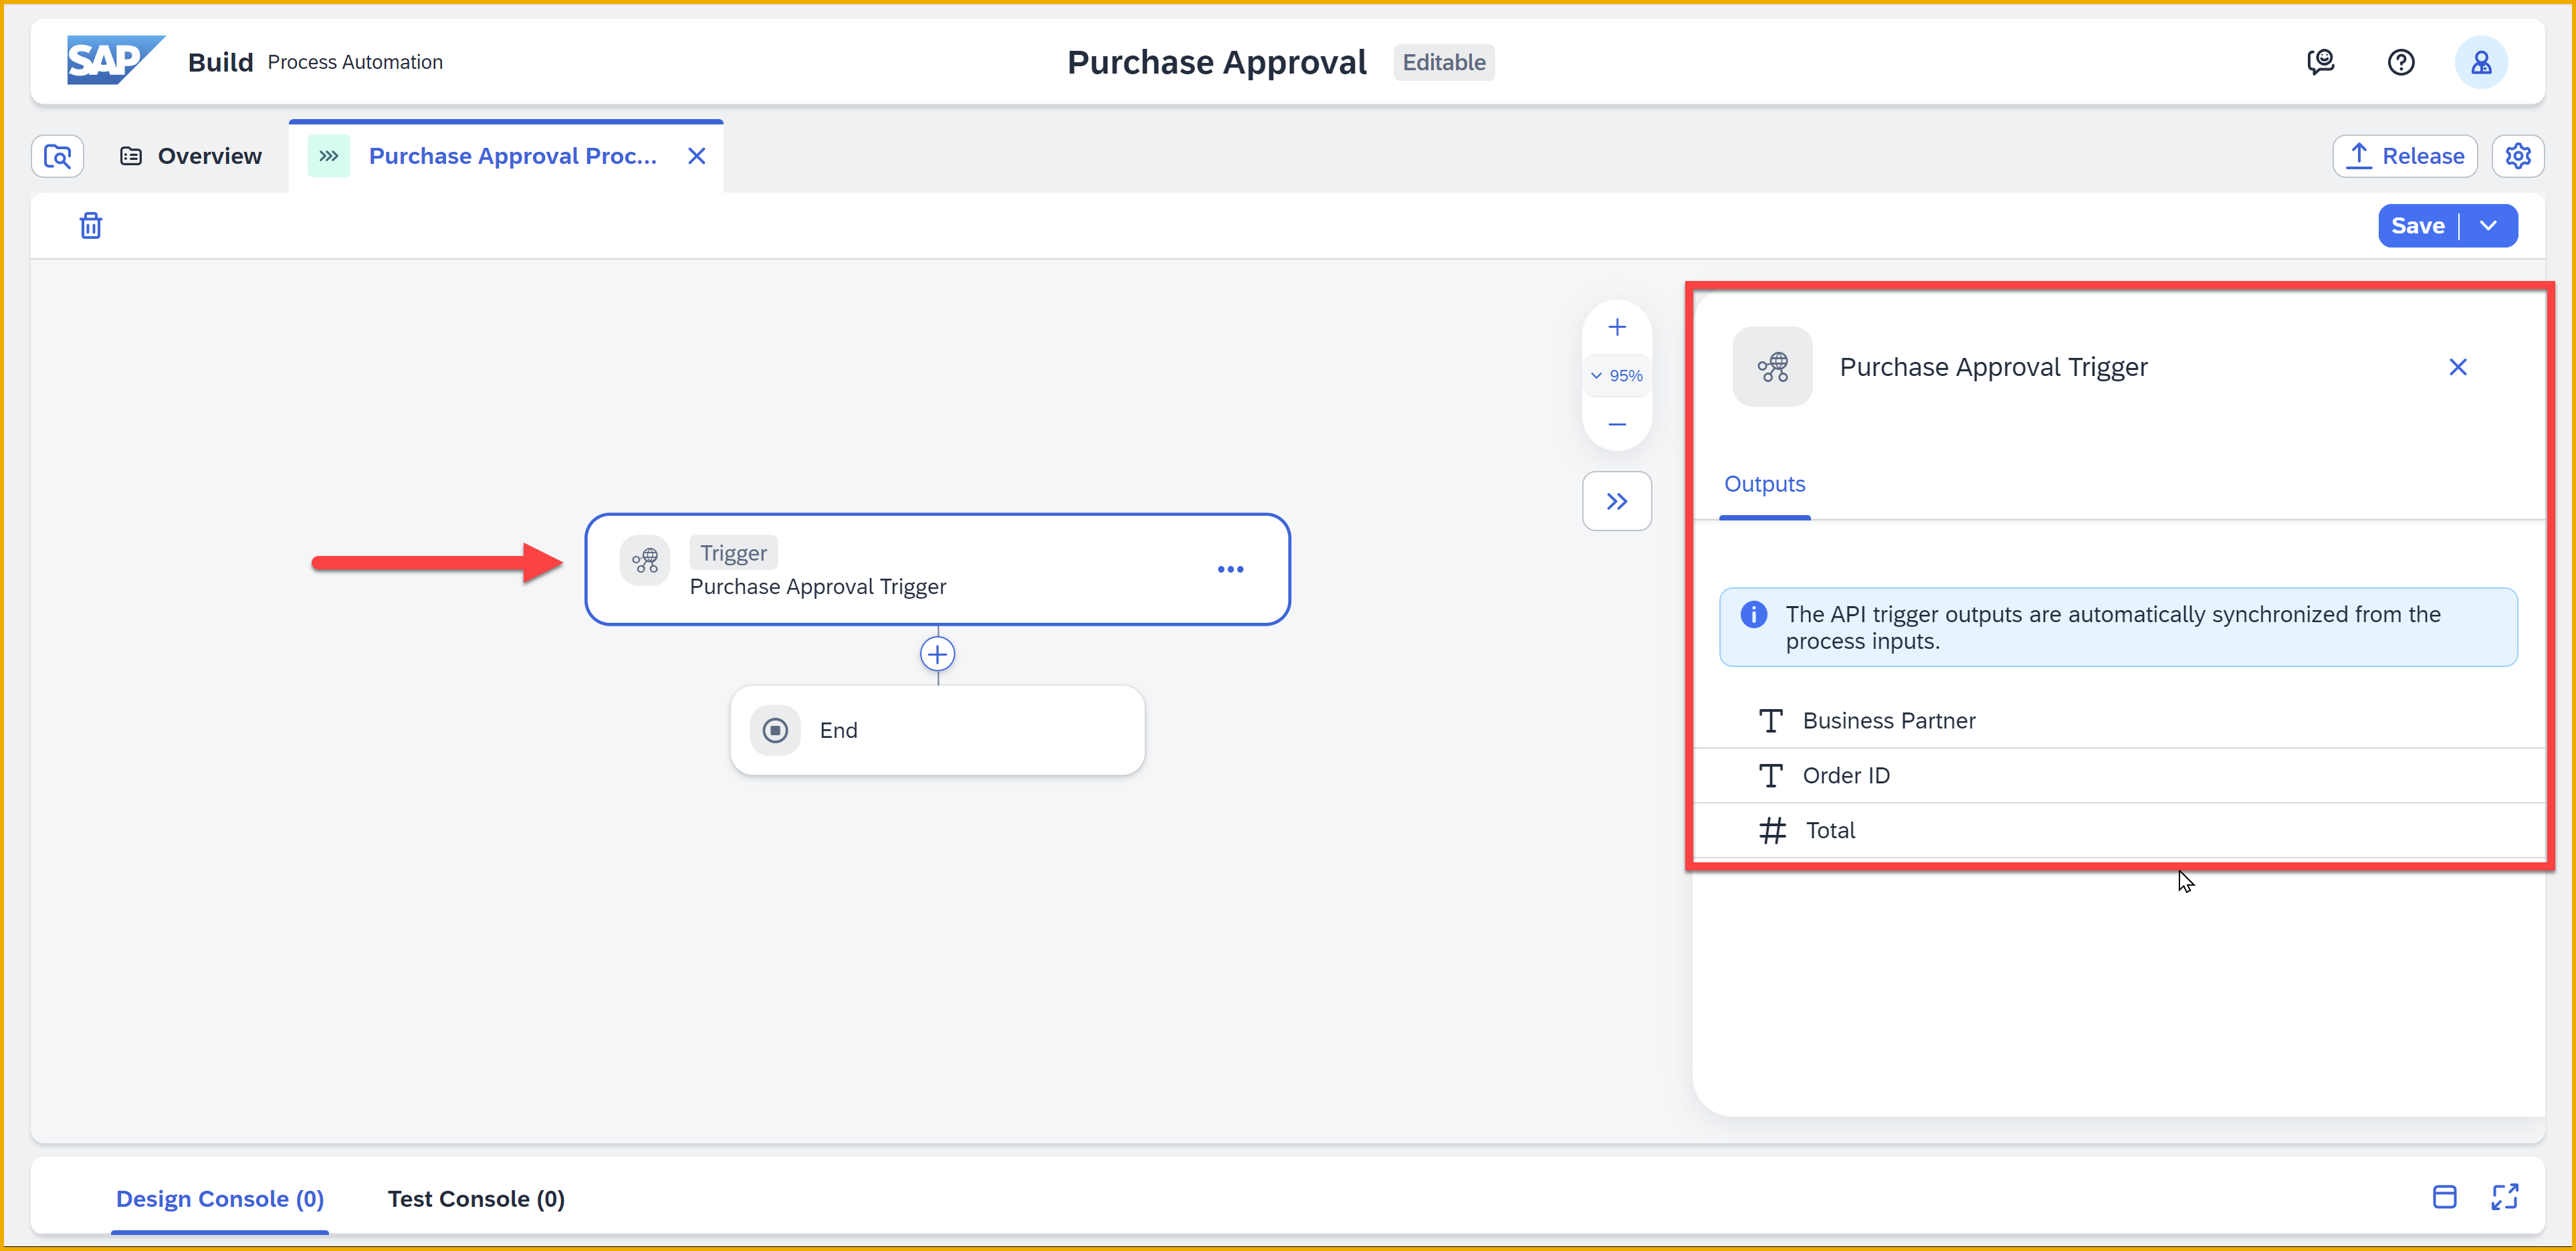 SAP Build Process Automation
Purchase Approval Editable
Overview
Purchase Approval Proc...
Release
Save
95%
Purchase Approval Trigger
Outputs
The API trigger outputs are automatically synchronized from the
process inputs.
Business Partner
Order ID
Total
Trigger
Purchase Approval Trigger
End
Design Console (0)
Test Console (0)